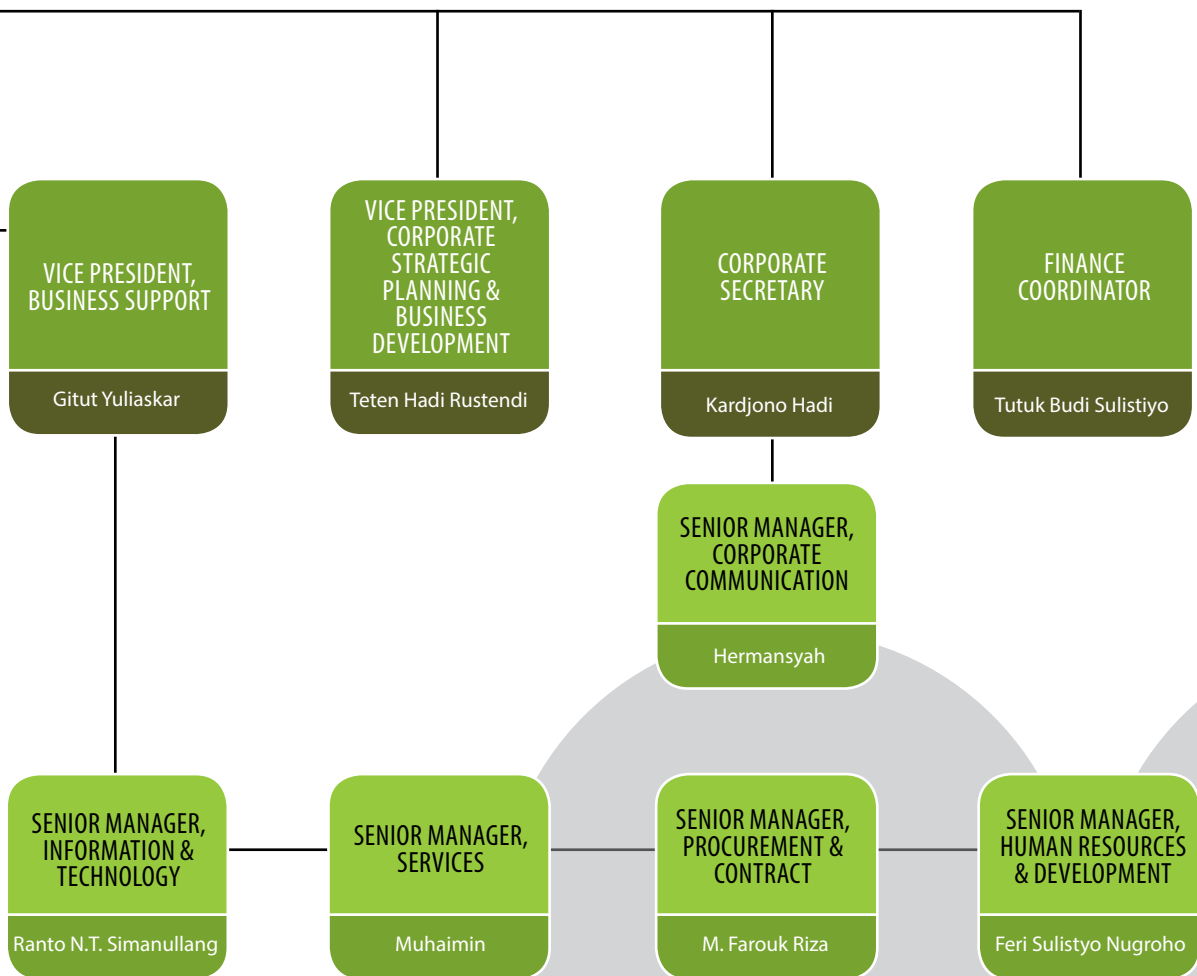 VICE PRESIDENT,
BUSINESS SUPPORT
Gitut Yuliaskar
VICE PRESIDENT,
CORPORATE
STRATEGIC
PLANNING &
BUSINESS
DEVELOPMENT
Teten Hadi Rustendi
CORPORATE
SECRETARY
Kardjono Hadi
FINANCE
COORDINATOR
Tutuk Budi Sulistiyo
SENIOR MANAGER,
CORPORATE
COMMUNICATION
Hermansyah
SENIOR MANAGER,
INFORMATION &
TECHNOLOGY
Ranto N.T. Simanullang
SENIOR MANAGER,
SERVICES
Muhaimin
SENIOR MANAGER,
PROCUREMENT &
CONTRACT
M. Farouk Riza
SENIOR MANAGER,
HUMAN RESOURCES
& DEVELOPMENT
Feri Sulistyo Nugroho